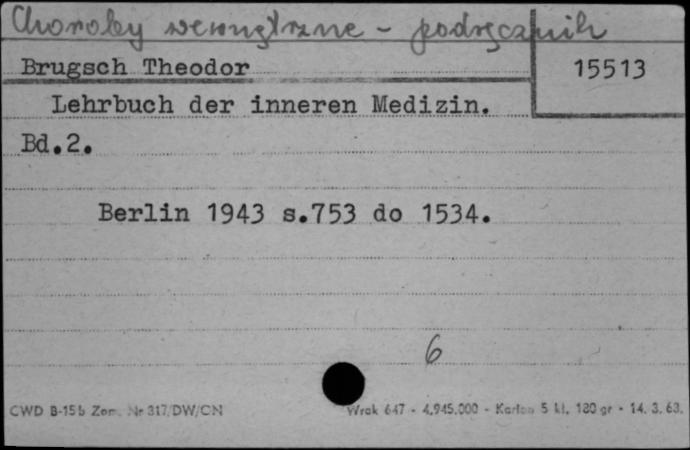 Choroby wewnętrzne - podręcznik
Brugsch Theodor
15513
Lehrbuch der inneren Medizin.
Bd.2.
Berlin 1943 s.753 do 1534.
6
CWD B-15b Zam. Nr 317/DW/CN
Wrak 647 - 4.945.000 - Karton 5 kl. 180 gr - 14. 3. 63.